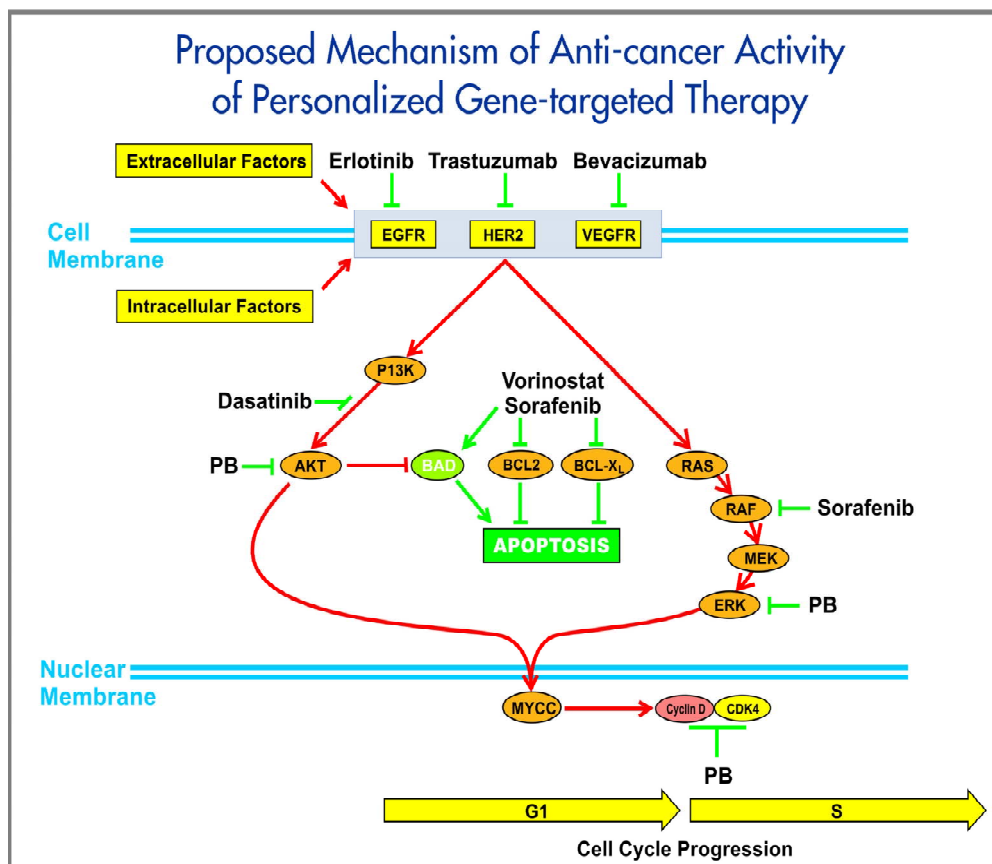 Proposed Mechanism of Anti-cancer Activity
of Personalized Gene-targeted Therapy
Extracellular Factors
Erlotinib
Trastuzumab
Bevacizumab
Cell
Membrane
EGFR
HER2
VEGFR
Intracellular Factors
P13K
Dasatinib
Vorinostat
Sorafenib
PB
AKT
BAD
BCL2
BCL-XL
RAS
RAF
Sorafenib
APOPTOSIS
MEK
ERK
PB
Nuclear
Membrane
MYCC
Cyclin D
CDK4
PB
G1
S
Cell Cycle Progression